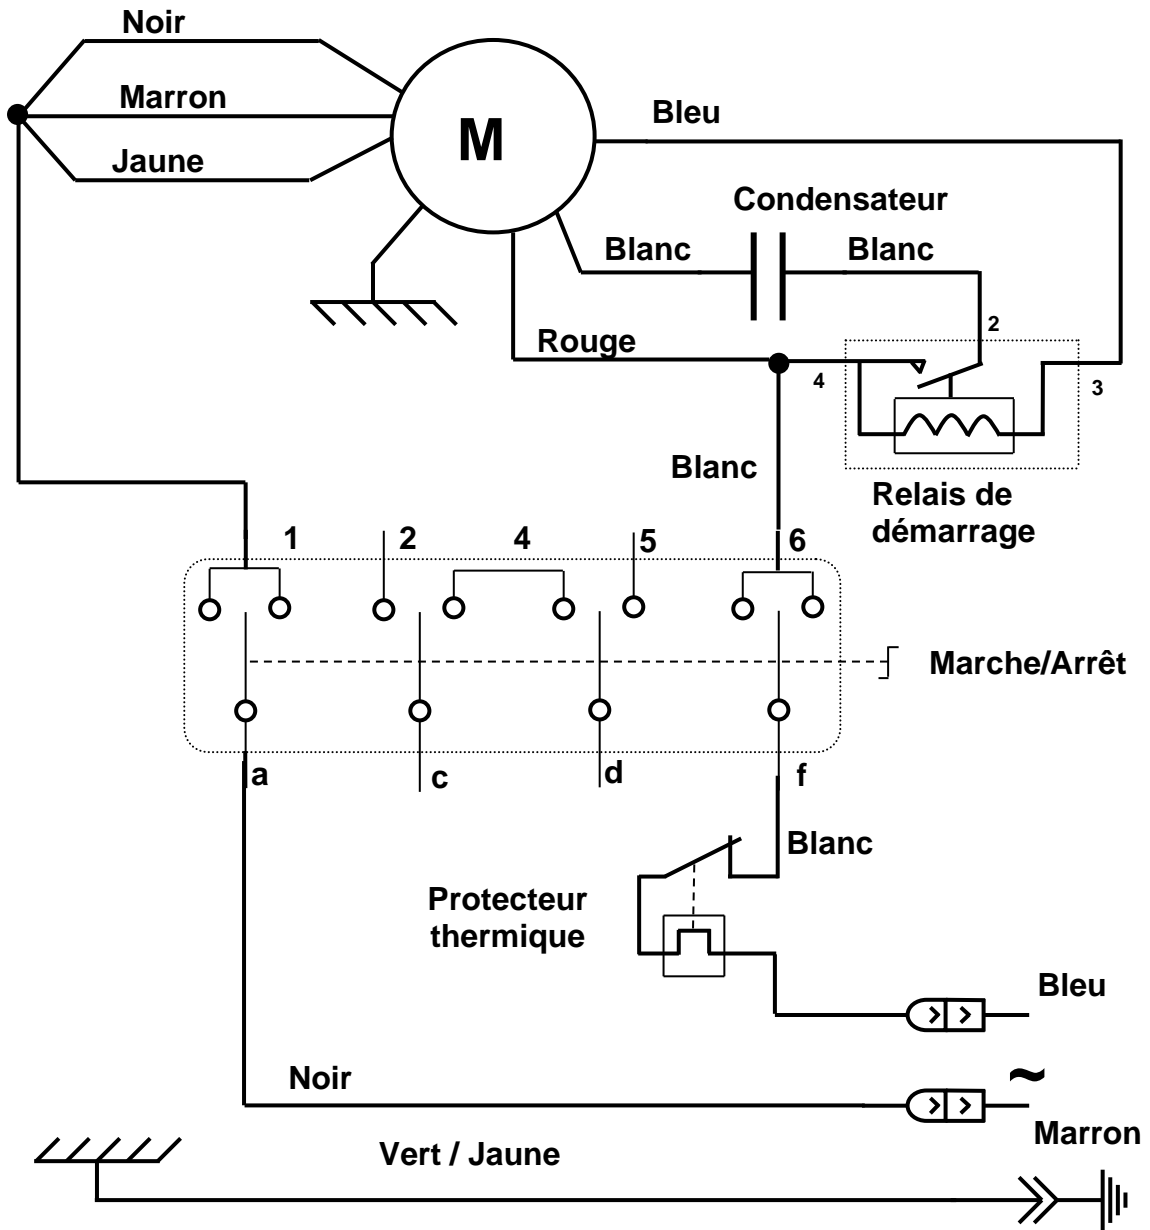 Noir
Marron
Jaune
M
Bleu
Condensateur
Blanc
Blanc
2
Rouge
4
3
Blanc
Relais de
démarrage
1
2
4
5
6
Marche/Arrêt
a
c
d
f
Blanc
Protecteur
thermique
Bleu
Noir
~
Marron
Vert / Jaune